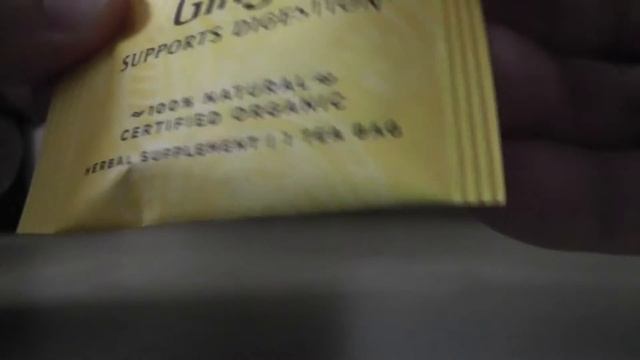 SUPPORTS DIGESTION
~100% NATURAL~
CERTIFIED ORGANIC
HERBAL SUPPLEMENT | 1 TEA BAG